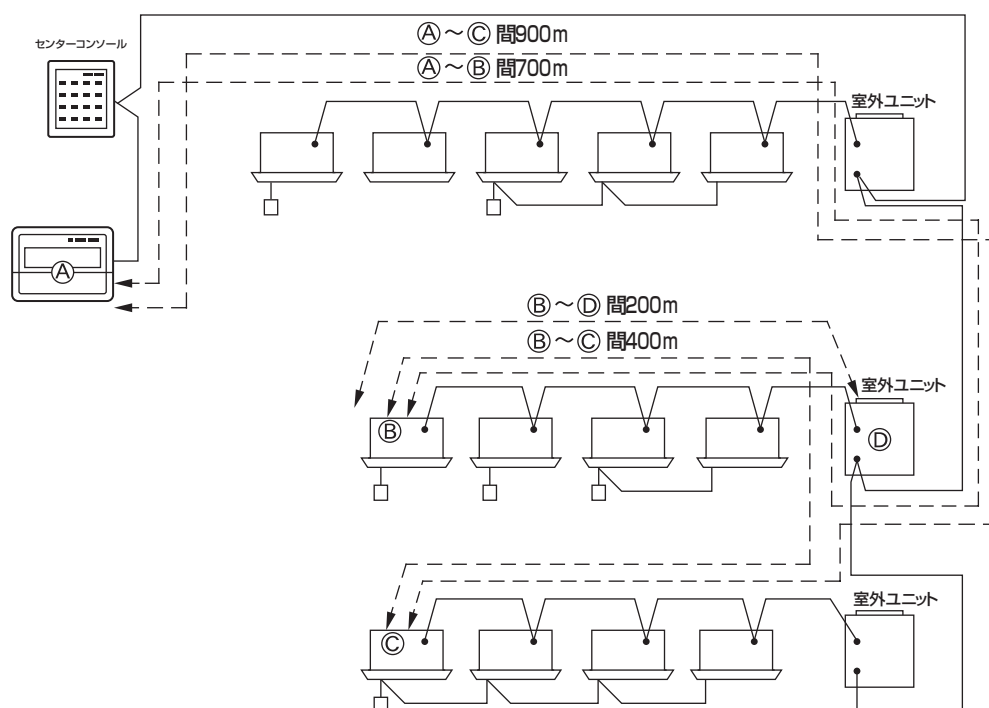 センターコンソール
Ⓐ～Ⓒ 間900m
Ⓐ～Ⓑ 間700m
室外ユニット
Ⓐ
Ⓑ～Ⓓ 間200m
Ⓑ～Ⓒ 間400m
室外ユニット
Ⓑ
Ⓓ
室外ユニット
Ⓒ